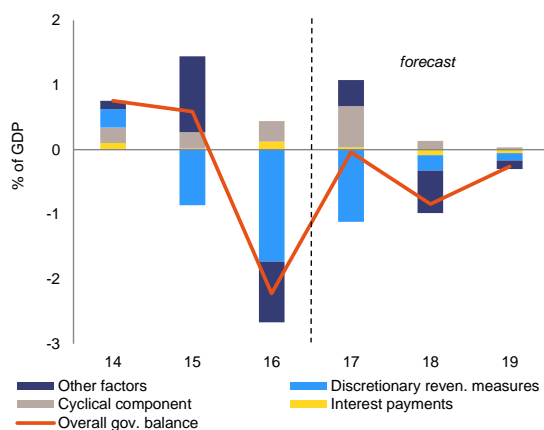 2
1
0
-1
-2
-3
% of GDP
forecast
14 15 16 17 18 19
Other factors Discretionary reven. measures
Cyclical component Interest payments
Overall gov. balance